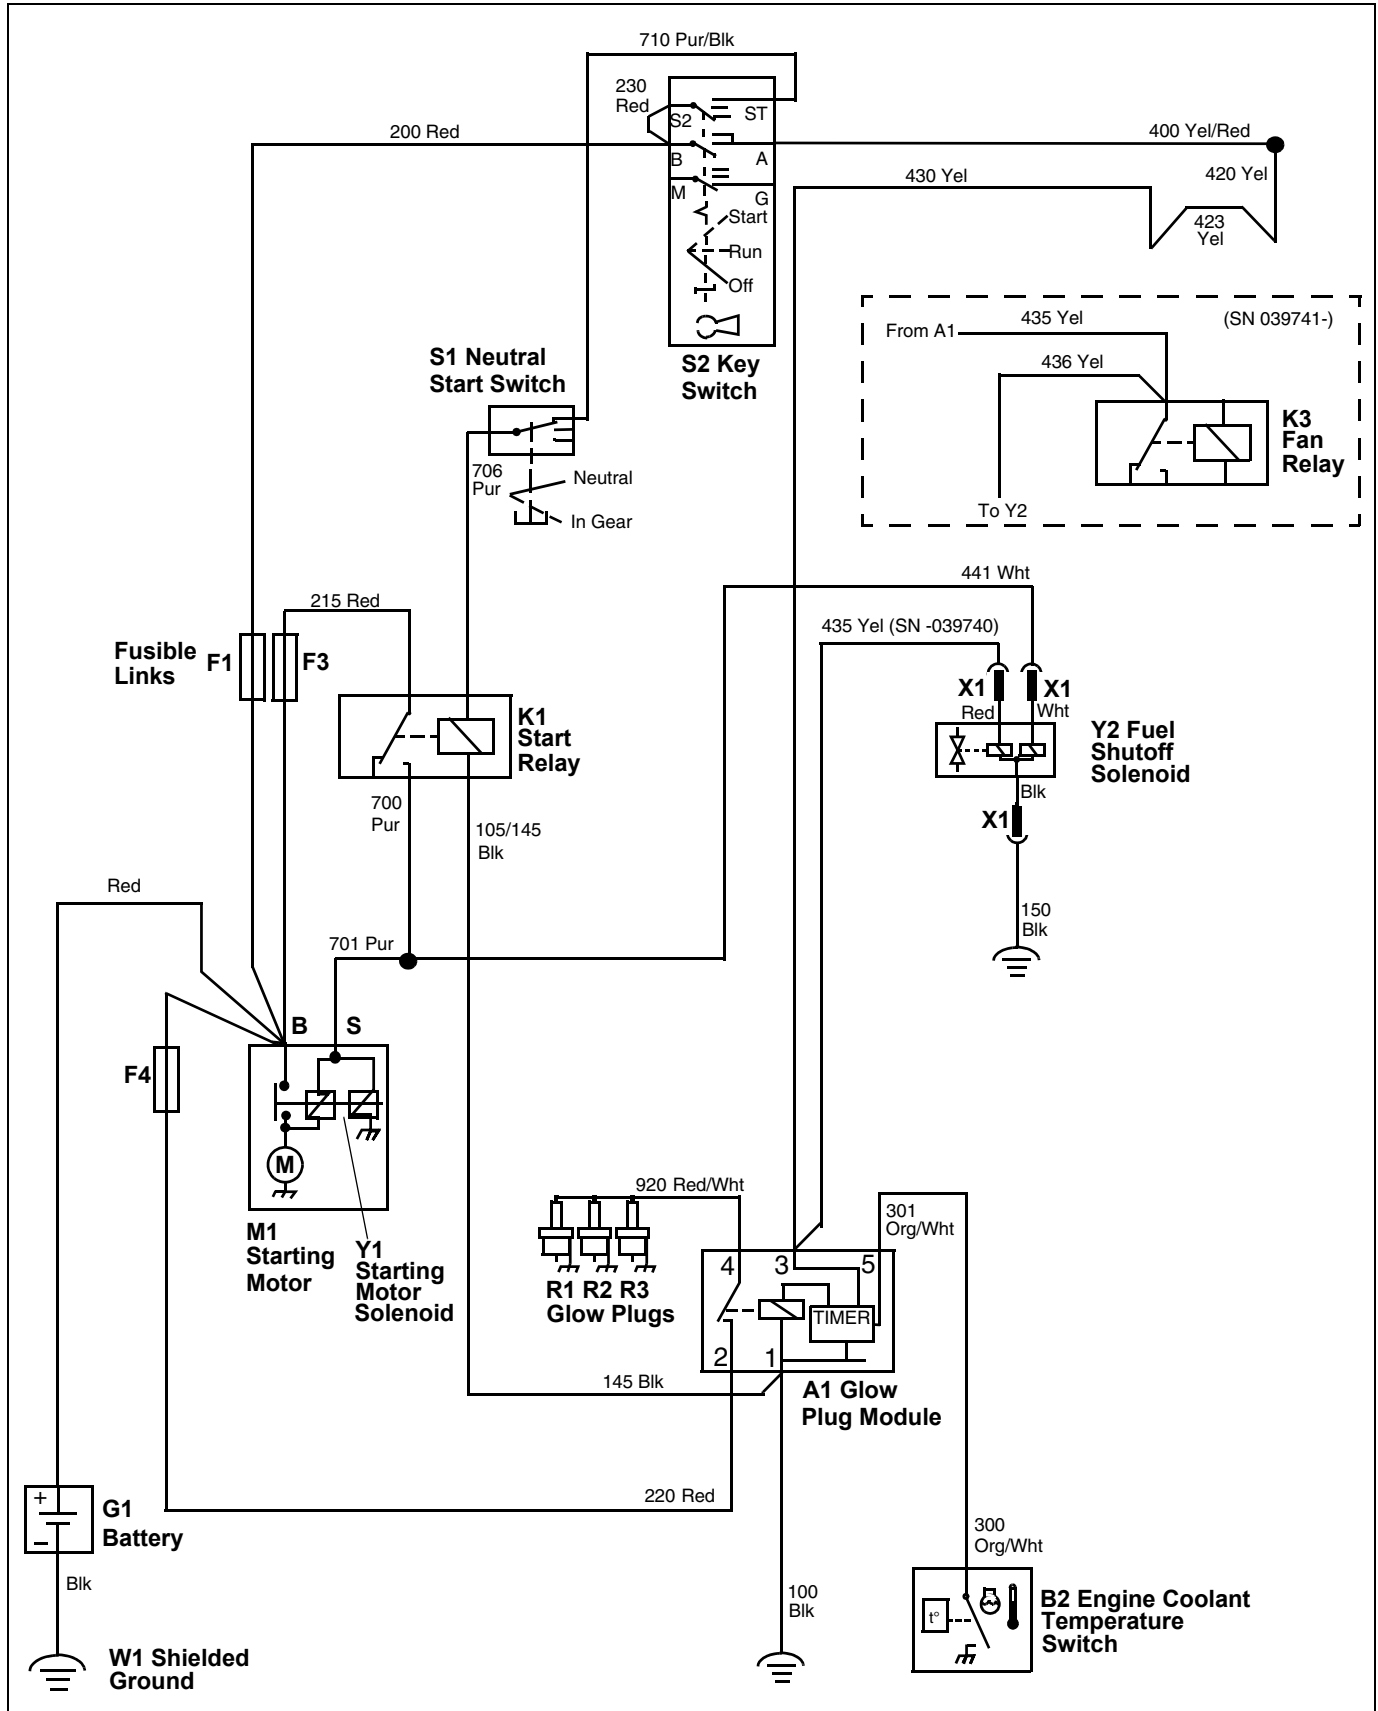 710 Pur/Blk
230
Red
S2
ST
200 Red
400 Yel/Red
B
A
430 Yel
420 Yel
M
G
423
Yel
Start
Run
Off
From A1
435 Yel
(SN 039741-)
S1 Neutral
Start Switch
S2 Key
Switch
436 Yel
K3
Fan
Relay
706
Pur
Neutral
In Gear
To Y2
441 Wht
215 Red
435 Yel (SN -039740)
Fusible
Links
F1
F3
X1
X1
Red
Wht
K1
Start
Relay
Y2 Fuel
Shutoff
Solenoid
Blk
700
Pur
X1
105/145
Blk
Red
150
Blk
701 Pur
B
S
F4
M
920 Red/Wht
301
Org/Wht
M1
Starting
Motor
Y1
Starting
Motor
Solenoid
R1 R2 R3
Glow Plugs
4
3
5
TIMER
2
1
145 Blk
A1 Glow
Plug Module
220 Red
+
–
G1
Battery
300
Org/Wht
Blk
100
Blk
t°
B2 Engine Coolant
Temperature
Switch
W1 Shielded
Ground